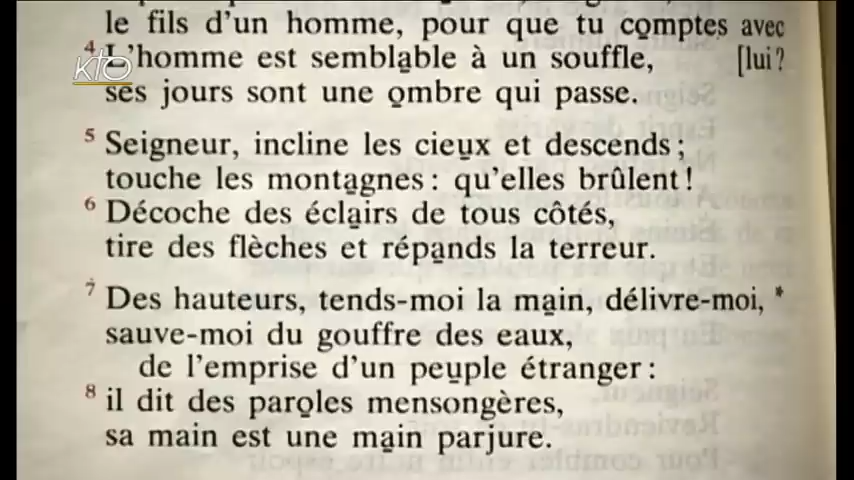 le fils d'un homme, pour que tu comptes avec
4 L'homme est semblable à un souffle, [lui ?
ses jours sont une ombre qui passe.
5 Seigneur, incline les cieux et descends ;
touche les montagnes : qu'elles brûlent !
6 Décoche des éclairs de tous côtés,
tire des flèches et répands la terreur.
7 Des hauteurs, tends-moi la main, délivre-moi, *
sauve-moi du gouffre des eaux,
de l'emprise d'un peuple étranger :
8 il dit des paroles mensongères,
sa main est une main parjure.
KTO